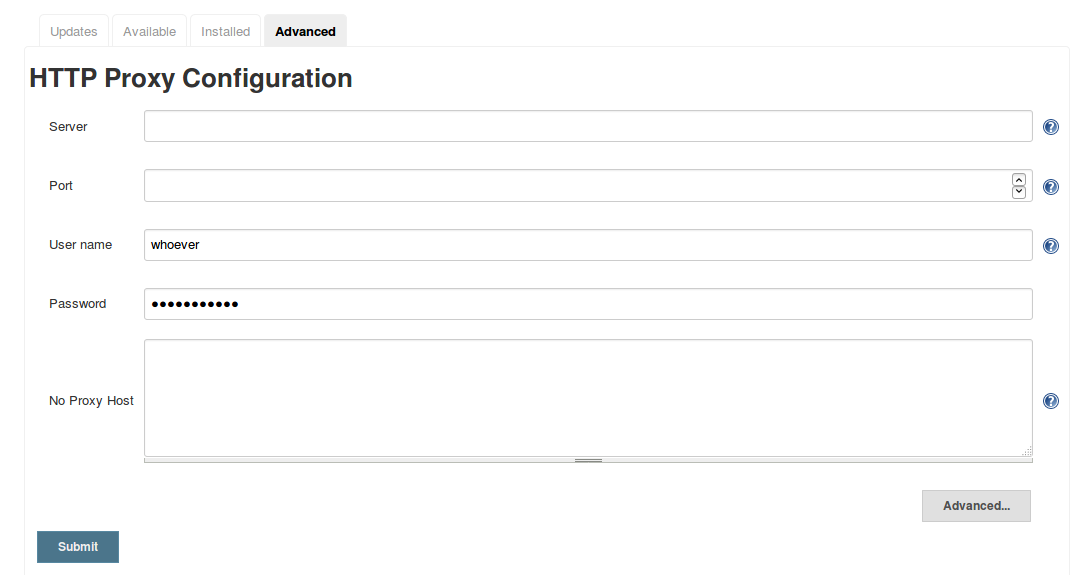 Updates Available Installed Advanced
HTTP Proxy Configuration
Server
Port
User name whoever
Password •••••••••••
No Proxy Host
Advanced...
Submit